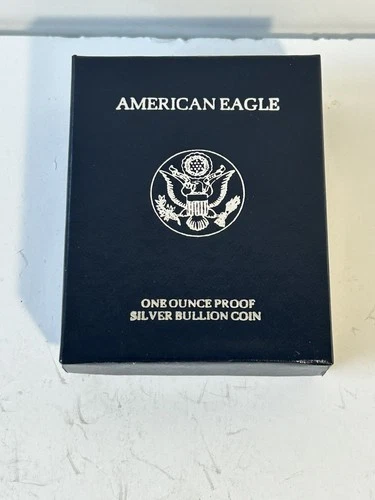 AMERICAN EAGLE
ONE OUNCE PROOF
SILVER BULLION COIN